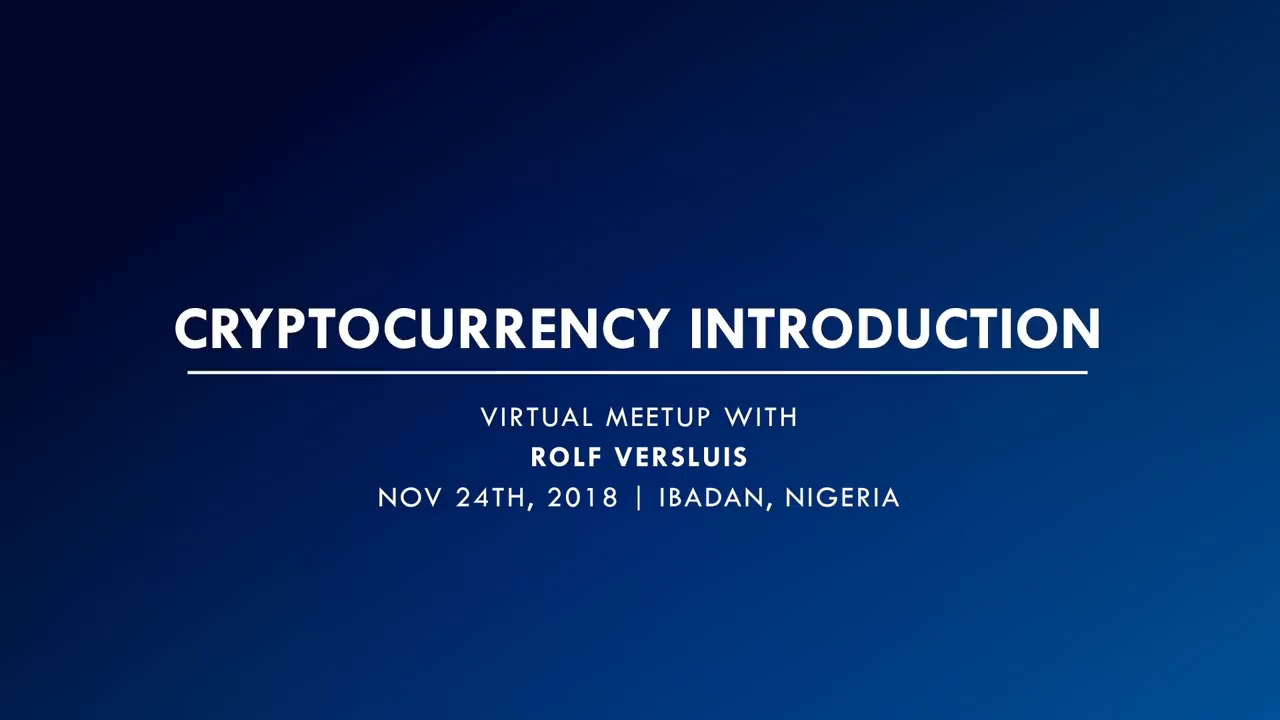 CRYPTOCURRENCY INTRODUCTION
VIRTUAL MEETUP WITH
ROLF VERSLUIS
NOV 24TH, 2018 | IBADAN, NIGERIA